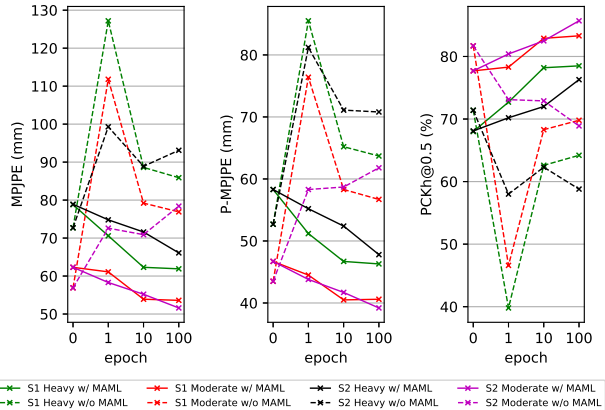 130
120
110
100
90
80
70
60
50
MPJPE (mm)
0 1 10 100
epoch
80
70
60
50
40
P-MPJPE (mm)
0 1 10 100
epoch
80
70
60
50
40
PCKh@0.5 (%)
0 1 10 100
epoch
S1 Heavy w/ MAML S1 Moderate w/ MAML S2 Heavy w/ MAML S2 Moderate w/ MAML
S1 Heavy w/o MAML S1 Moderate w/o MAML S2 Heavy w/o MAML S2 Moderate w/o MAML